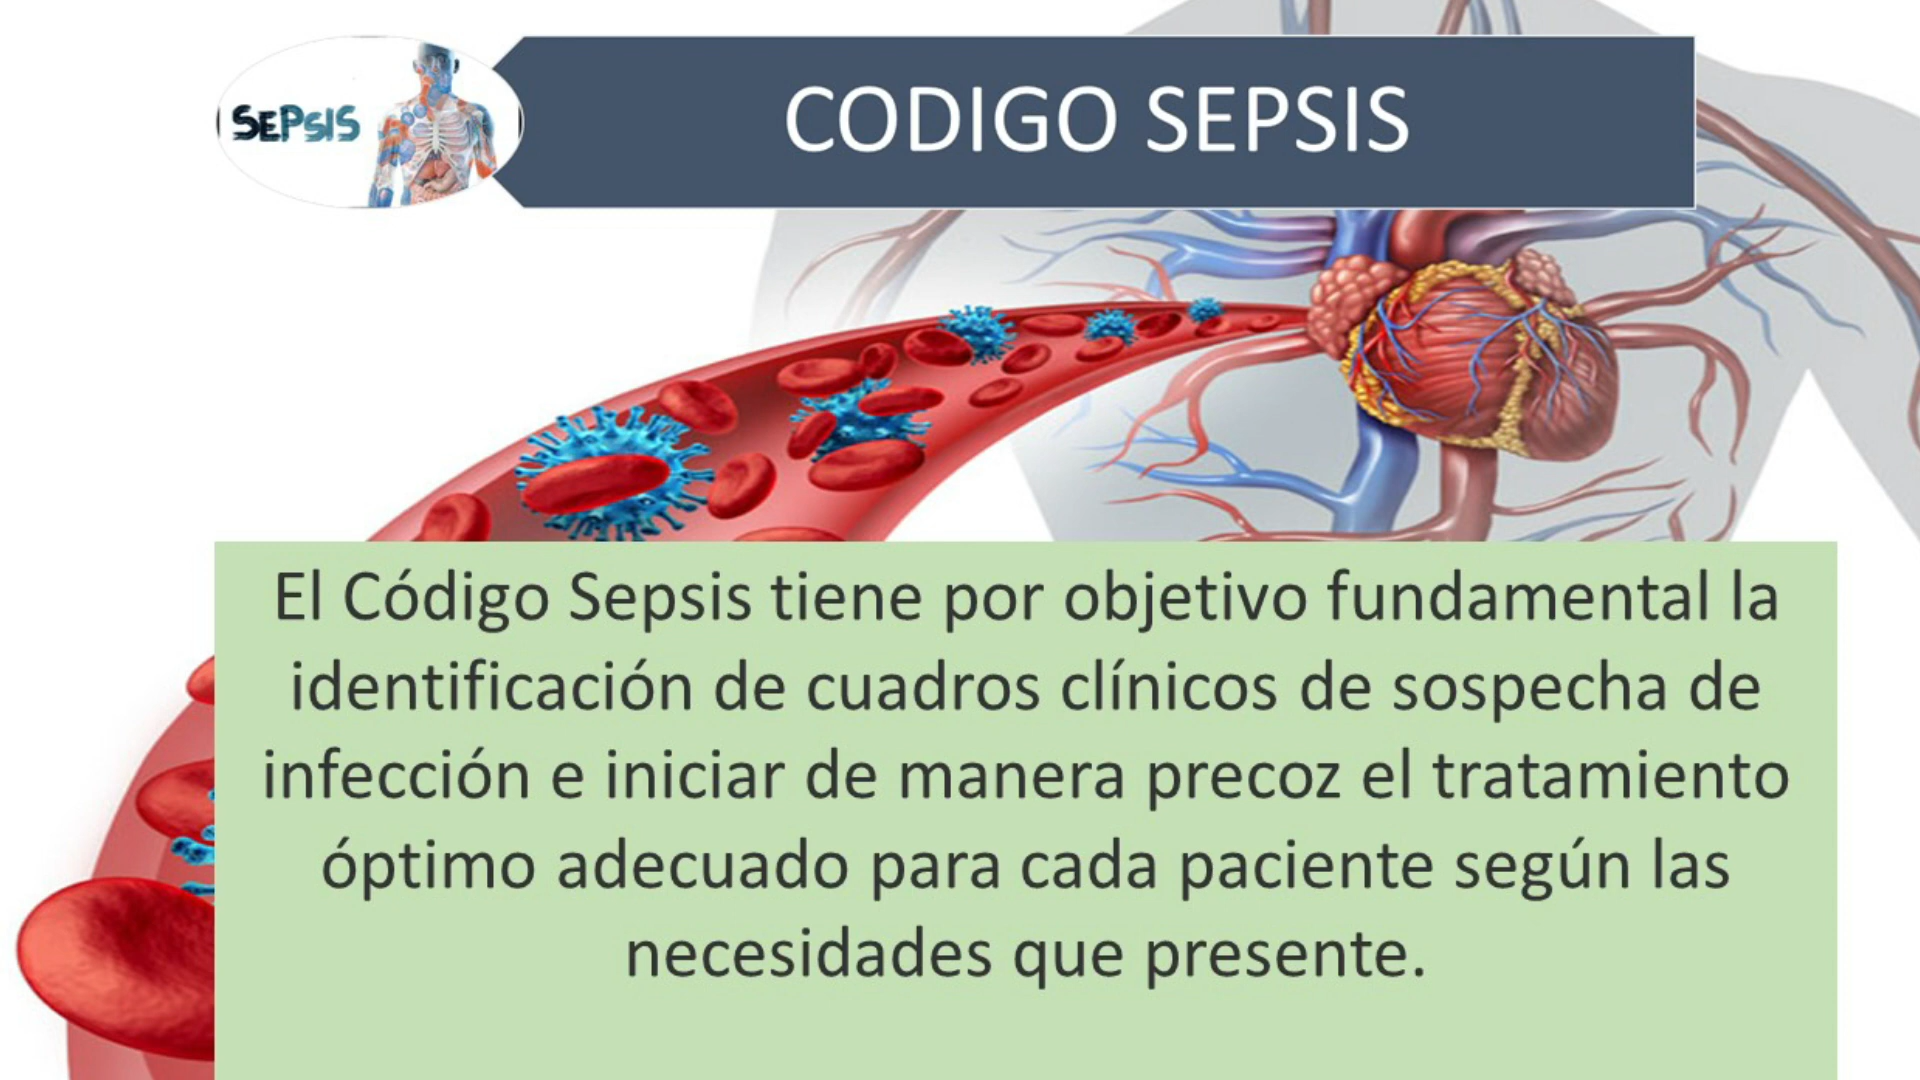 SEPSIS
CODIGO SEPSIS
El Código Sepsis tiene por objetivo fundamental la
identificación de cuadros clínicos de sospecha de
infección e iniciar de manera precoz el tratamiento
óptimo adecuado para cada paciente según las
necesidades que presente.